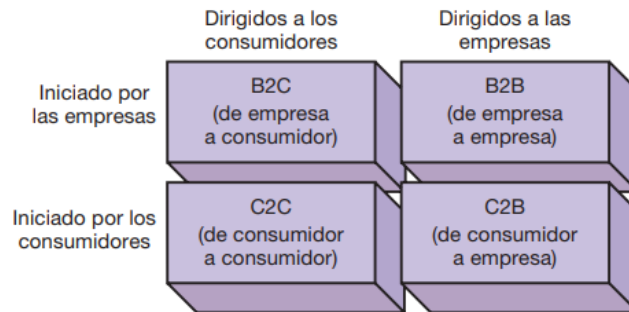 Dirigidos a los
consumidores
Dirigidos a las
empresas
Iniciado por
las empresas
B2C
(de empresa
a consumidor)
B2B
(de empresa
a empresa)
Iniciado por los
consumidores
C2C
(de consumidor
a consumidor)
C2B
(de consumidor
a empresa)